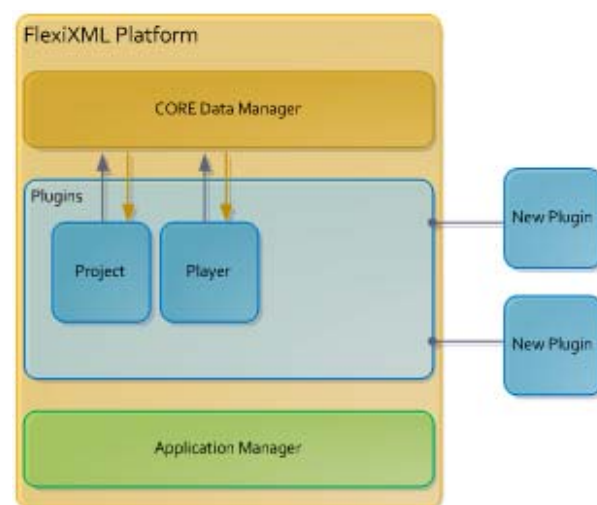 FlexiXML Platform
CORE Data Manager
Plugins
Project
Player
New Plugin
New Plugin
Application Manager